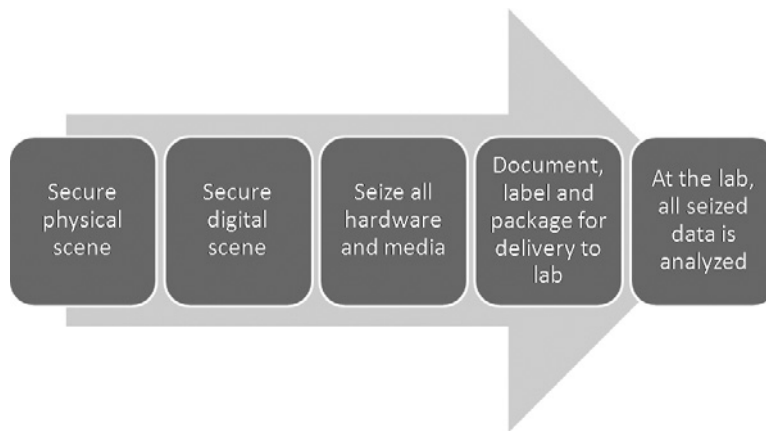 Secure
physical
scene
Secure
digital
scene
Seize all
hardware
and media
Document,
label and
package for
delivery to
lab
At the lab,
all seized
data is
analyzed